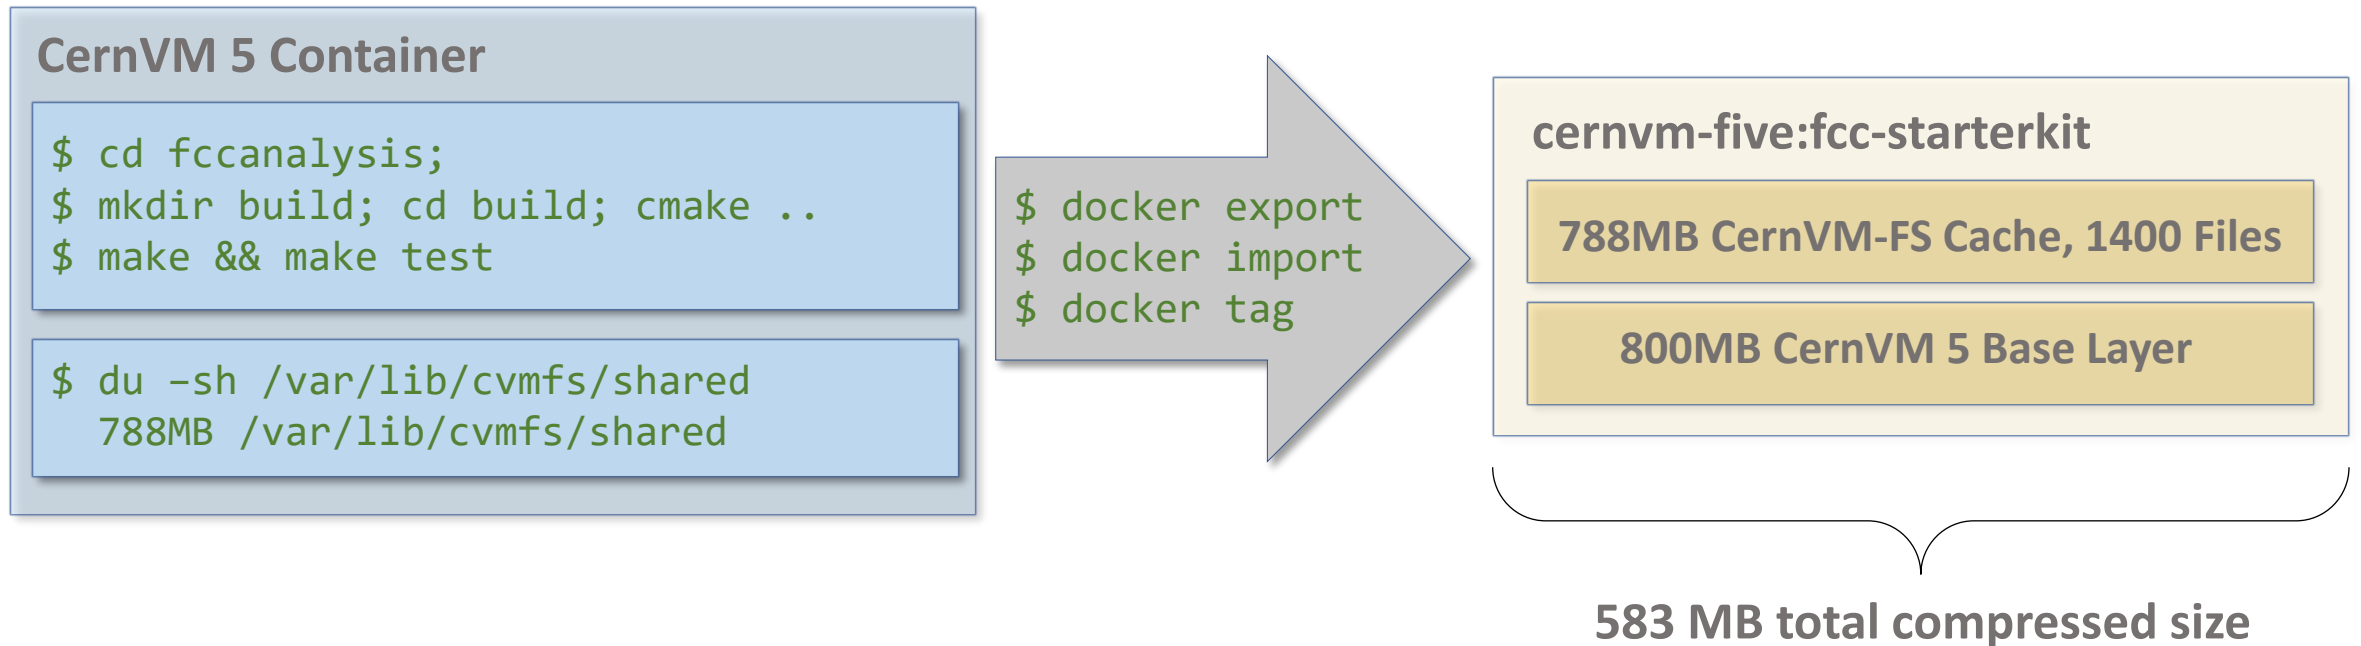 CernVM 5 Container
$ cd fccanalysis;
$ mkdir build; cd build; cmake ..
$ make && make test
$ du –sh /var/lib/cvmfs/shared
788MB /var/lib/cvmfs/shared
$ docker export
$ docker import
$ docker tag
cernvm-five:fcc-starterkit
788MB CernVM-FS Cache, 1400 Files
800MB CernVM 5 Base Layer
583 MB total compressed size